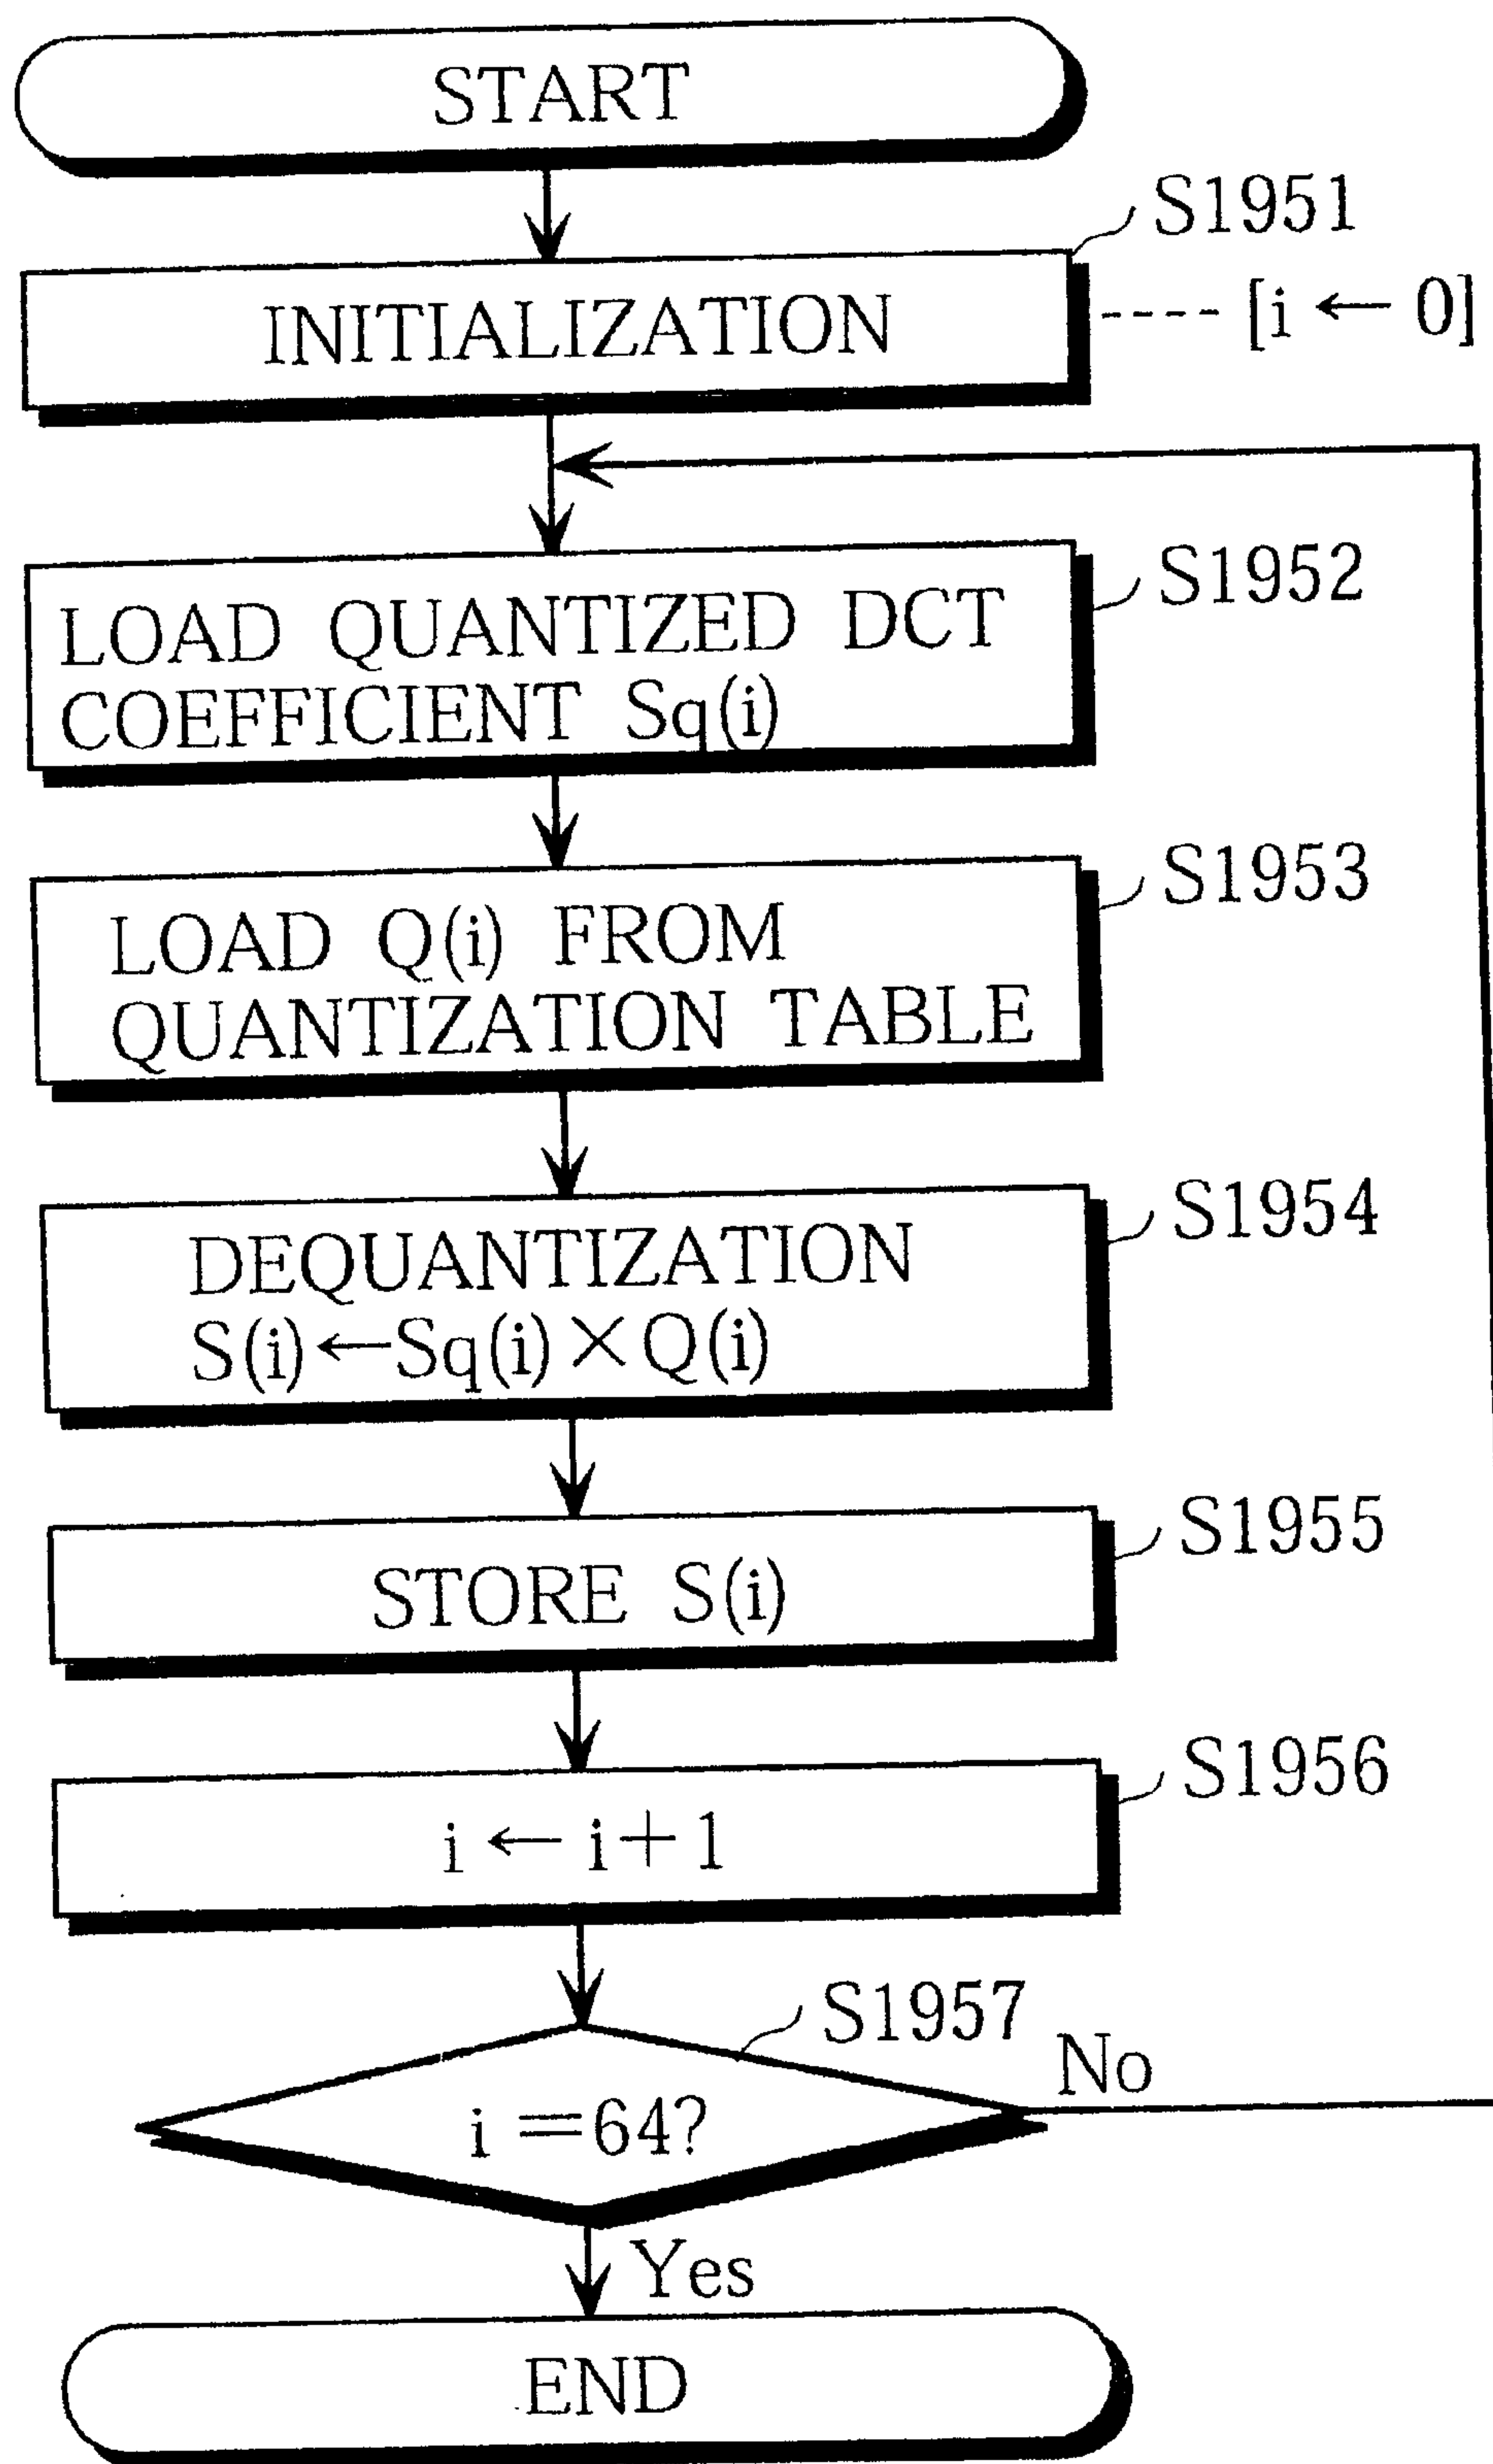 START
S1951
INITIALIZATION
---- [i ← 0]
S1952
LOAD QUANTIZED DCT
COEFFICIENT Sq(i)
S1953
LOAD Q(i) FROM
QUANTIZATION TABLE
S1954
DEQUANTIZATION
S(i)←Sq(i)×Q(i)
S1955
STORE S(i)
S1956
i ← i+1
S1957
No
i =64?
Yes
END